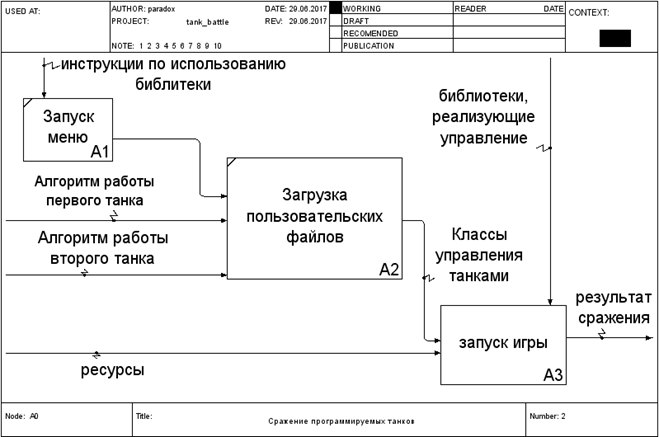 USED AT:
AUTHOR: paradox
DATE: 29.06.2017
PROJECT: tank_battle
REV: 29.06.2017
NOTE: 1 2 3 4 5 6 7 8 9 10
WORKING
DRAFT
RECOMENDED
PUBLICATION
READER
DATE
CONTEXT:
инструкции по использованию
библитеки
Запуск
меню
A1
библиотеки,
реализующие
управление
Алгоритм работы
первого танка
Загрузка
пользовательских
файлов
A2
Алгоритм работы
второго танка
Классы
управления
танками
результат
сражения
запуск игры
A3
ресурсы
Node: A0
Title:
Сражение программируемых танков
Number: 2